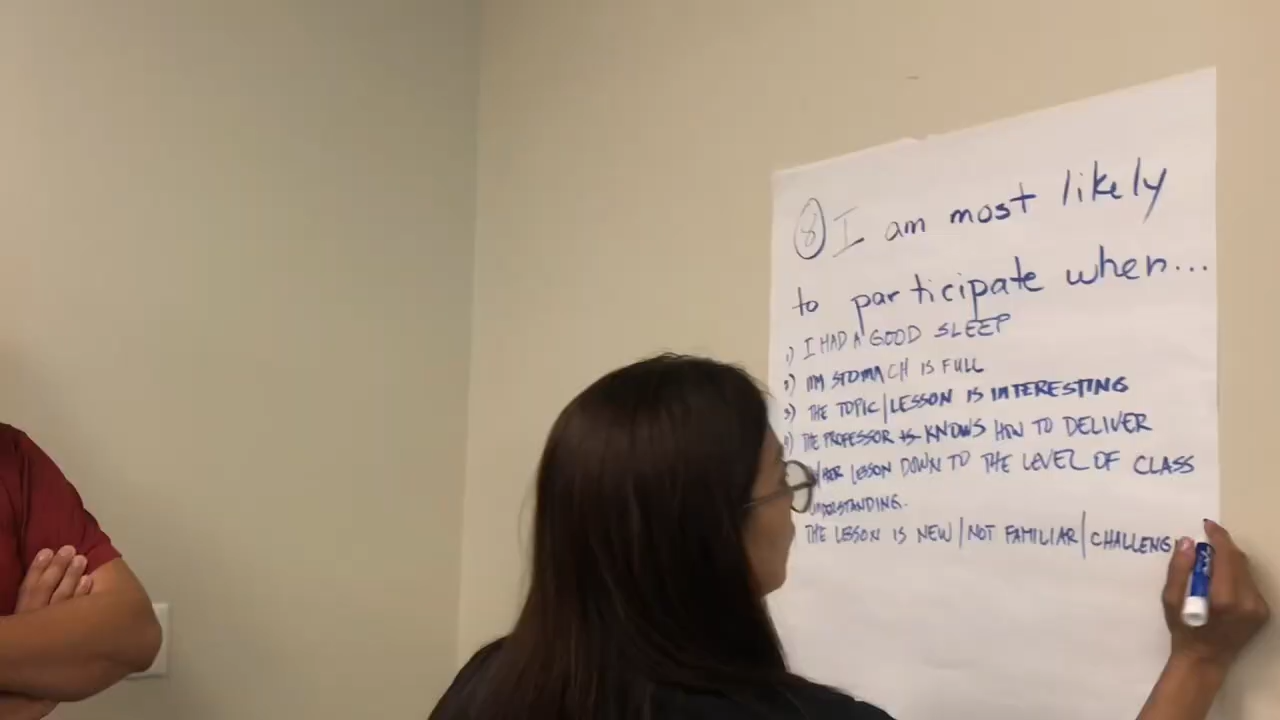 8 I am most likely
to participate when...
1) I HAD A GOOD SLEEP
2) MY STOMACH IS FULL
3) THE TOPIC/LESSON IS INTERESTING
4) THE PROFESSOR KNOWS HOW TO DELIVER
/HER LESSON DOWN TO THE LEVEL OF CLASS
UNDERSTANDING.
THE LESSON IS NEW/NOT FAMILIAR/CHALLENG